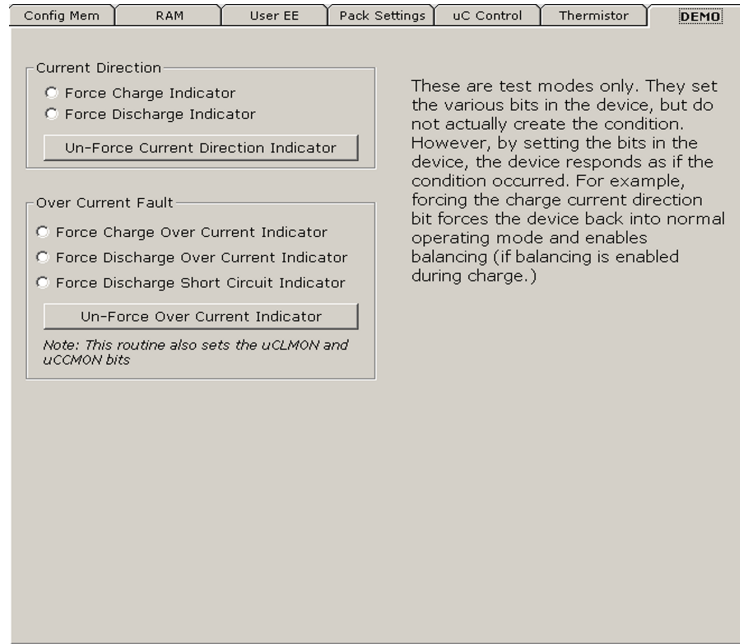 Config Mem RAM User EE Pack Settings uC Control Thermistor DEMO
Current Direction
Force Charge Indicator
Force Discharge Indicator
Un-Force Current Direction Indicator
Over Current Fault
Force Charge Over Current Indicator
Force Discharge Over Current Indicator
Force Discharge Short Circuit Indicator
Un-Force Over Current Indicator
Note: This routine also sets the uCLMON and
uCCMON bits
These are test modes only. They set
the various bits in the device, but do
not actually create the condition.
However, by setting the bits in the
device, the device responds as if the
condition occurred. For example,
forcing the charge current direction
bit forces the device back into normal
operating mode and enables
balancing (if balancing is enabled
during charge.)